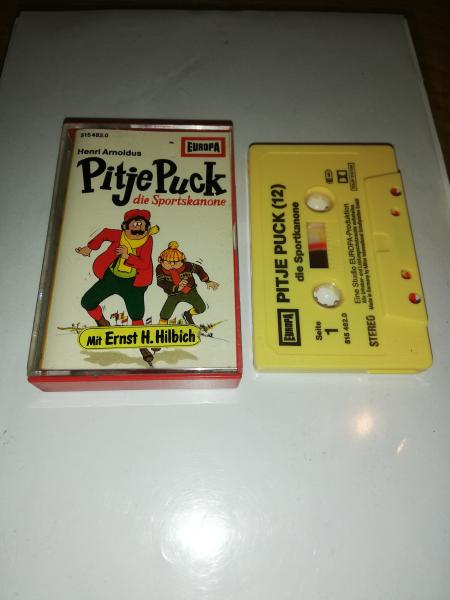 515 482.0
EUROPA
Henri Arnoldus
Pitje Puck
die Sportskanone
Mit Ernst H. Hilbich
PITJE PUCK (12)
die Sportkanone
EUROPA
Seite
1
515 482.0
Eine Studio EUROPA-Produktion
STEREO